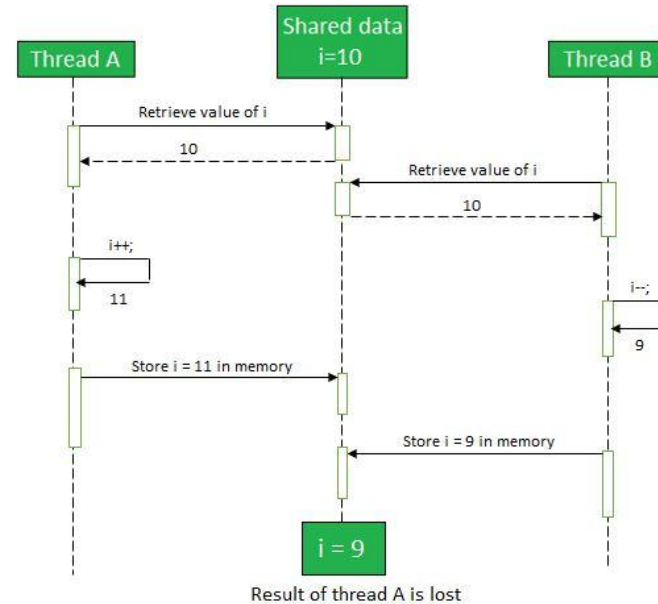 Thread A
Shared data
i=10
Thread B
Retrieve value of i
10
Retrieve value of i
10
i++;
11
i--;
9
Store i = 11 in memory
Store i = 9 in memory
i = 9
Result of thread A is lost